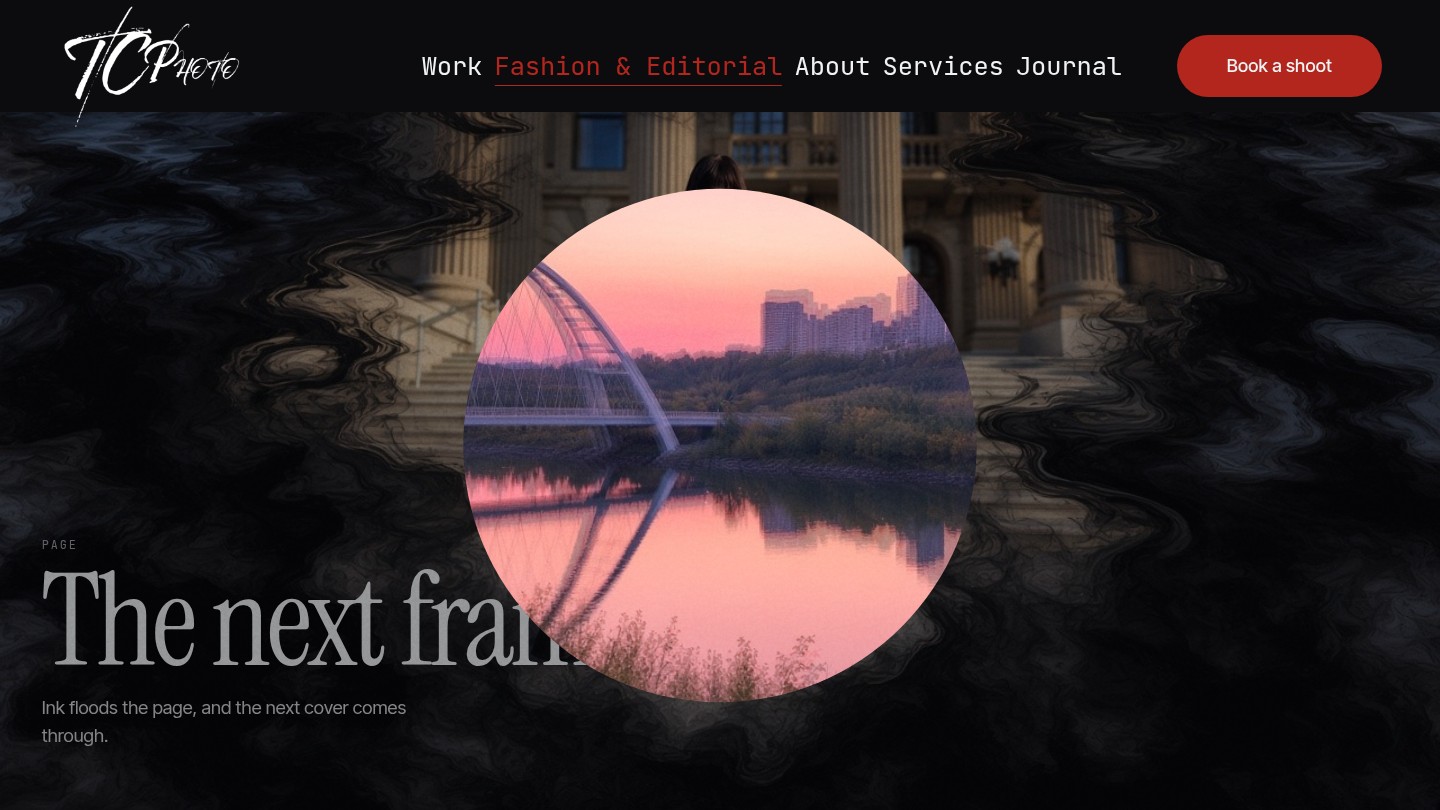 TCPHOTO
Work Fashion & Editorial About Services Journal
Book a shoot
PAGE
The next fram
Ink floods the page, and the next cover comes
through.